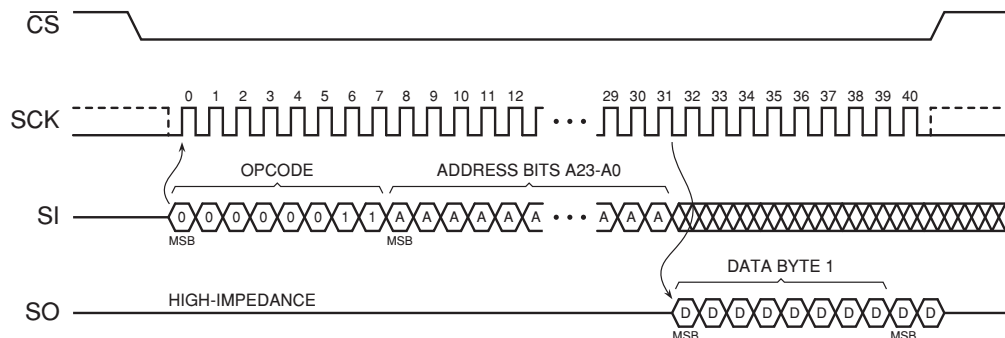 CS
0 1 2 3 4 5 6 7 8 9 10 11 12 29 30 31 32 33 34 35 36 37 38 39 40
SCK
OPCODE ADDRESS BITS A23-A0
SI 0 0 0 0 0 0 1 1 A A A A A A A A A
MSB MSB
DATA BYTE 1
HIGH-IMPEDANCE
SO D D D D D D D D D D
MSB MSB